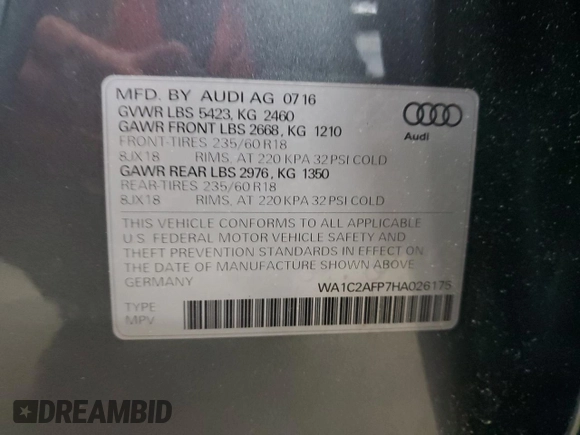 MFD. BY AUDI AG 0716
GVWR LBS 5423, KG 2460
GAWR FRONT LBS 2668, KG 1210
FRONT-TIRES 235/60 R18
8JX18 RIMS, AT 220 KPA 32 PSI COLD
GAWR REAR LBS 2976, KG 1350
REAR-TIRES 235/60 R18
8JX18 RIMS, AT 220 KPA 32 PSI COLD
Audi
THIS VEHICLE CONFORMS TO ALL APPLICABLE
U.S. FEDERAL MOTOR VEHICLE SAFETY AND
THEFT PREVENTION STANDARDS IN EFFECT ON
THE DATE OF MANUFACTURE SHOWN ABOVE
GERMANY WA1C2AFP7HA026175
TYPE
MPV
DREAMBID